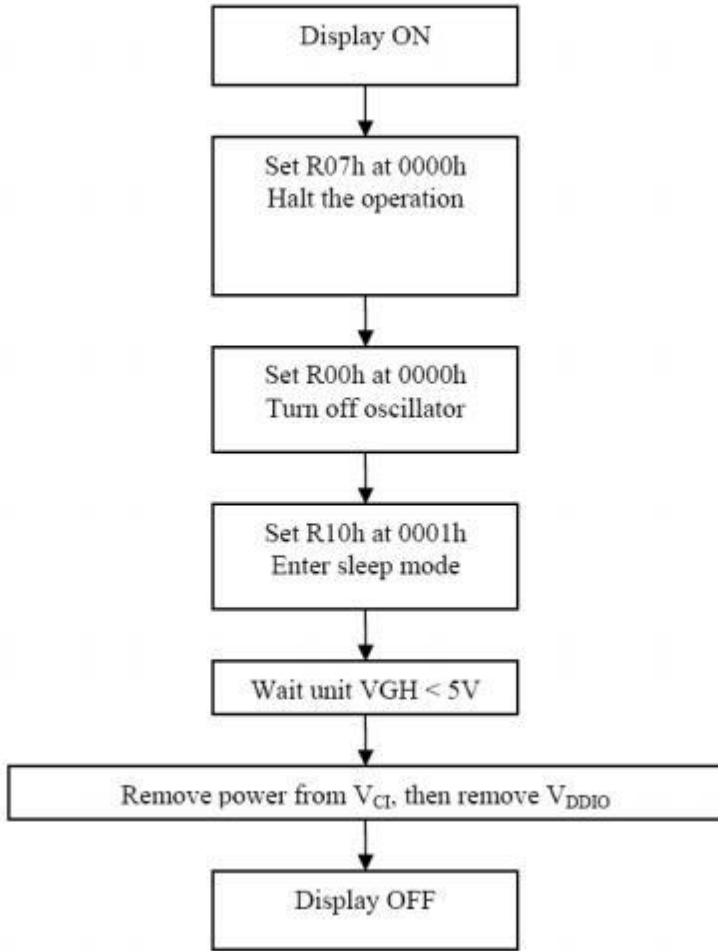 Display ON
Set R07h at 0000h
Halt the operation
Set R00h at 0000h
Turn off oscillator
Set R10h at 0001h
Enter sleep mode
Wait unit VGH < 5V
Remove power from VCI, then remove VDDIO
Display OFF